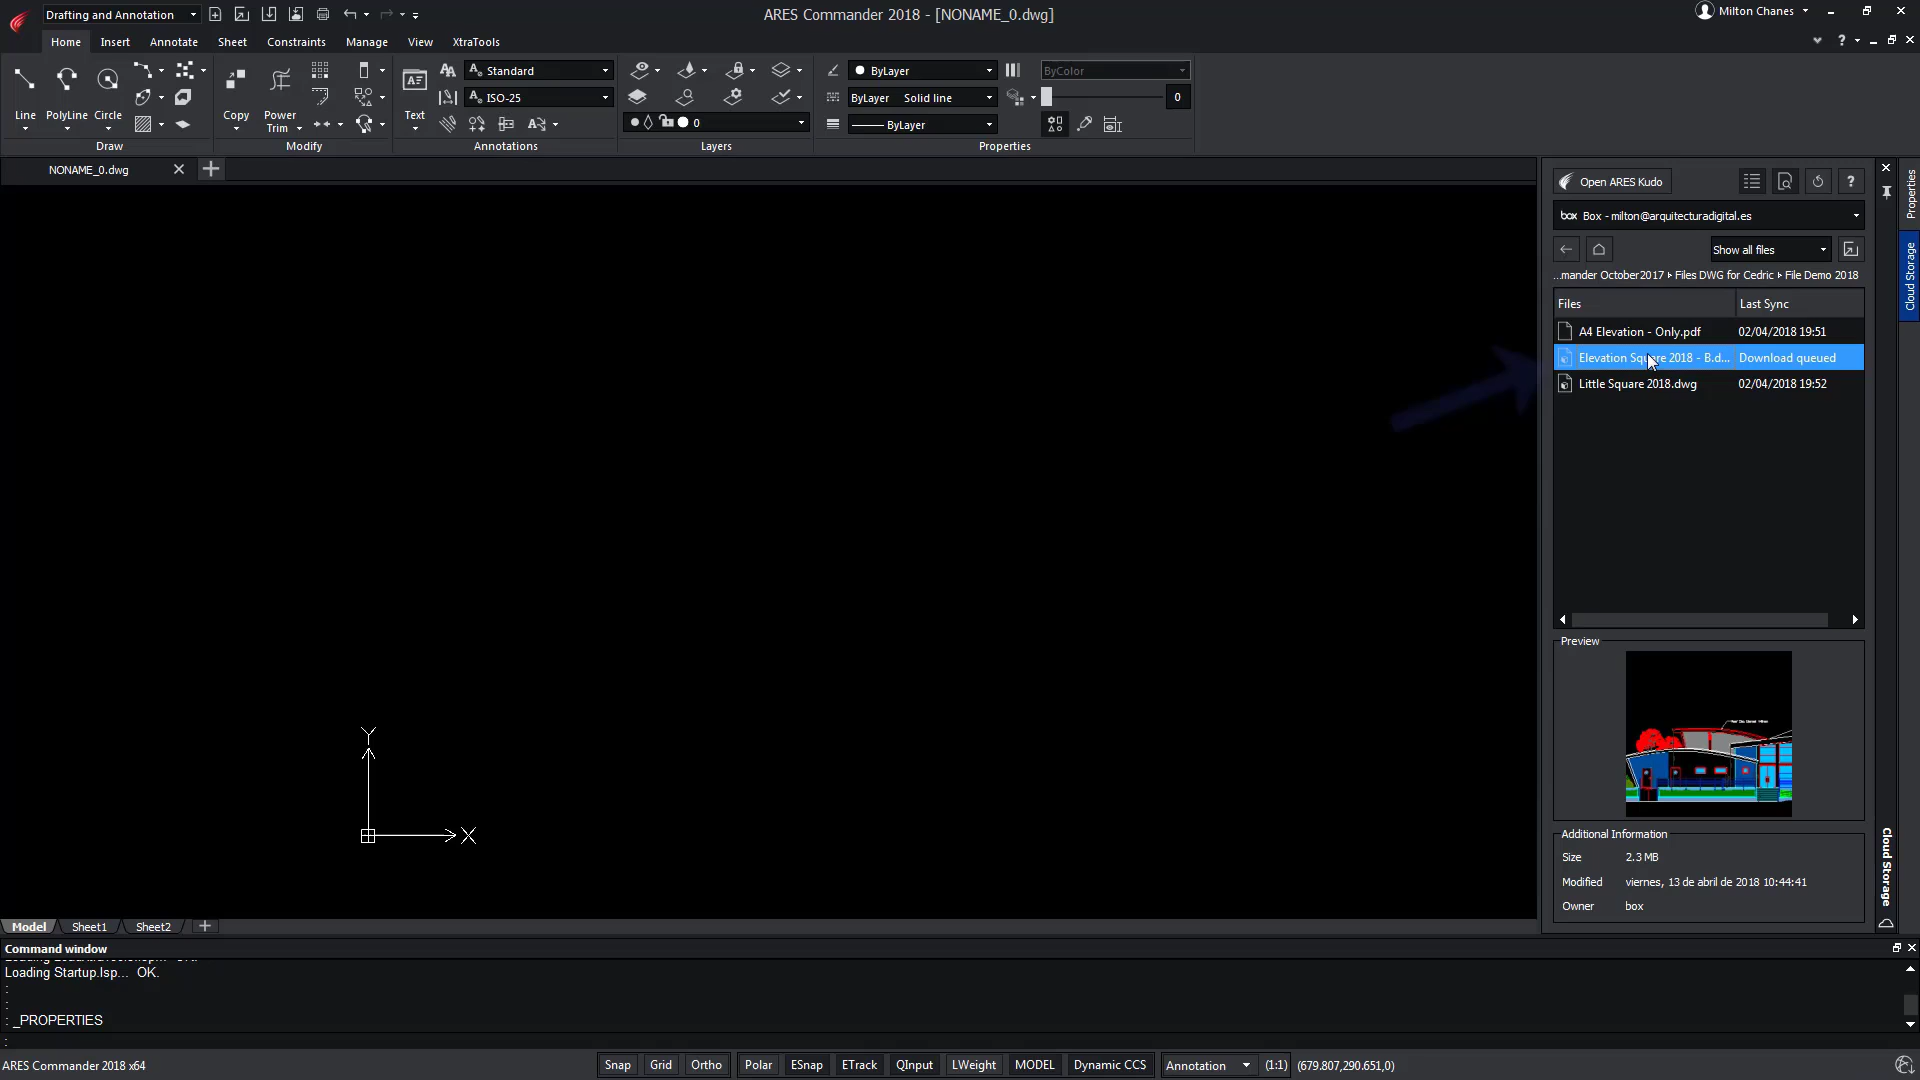 Drafting and Annotation
ARES Commander 2018 - [NONAME_0.dwg]
Milton Chanes
Home
Insert
Annotate
Sheet
Constraints
Manage
View
XtraTools
?
Standard
ByLayer
ByColor
ISO-25
ByLayer Solid line
0
Line
PolyLine
Circle
Copy
Power
Trim
Text
0
ByLayer
Draw
Modify
Annotations
Layers
Properties
NONAME_0.dwg
Open ARES Kudo
?
box Box - milton@arquitecturadigital.es
Show all files
...mander October2017 ▸ Files DWG for Cedric ▸ File Demo 2018
Files
Last Sync
A4 Elevation - Only.pdf
02/04/2018 19:51
Elevation Square 2018 - B.d...
Download queued
Little Square 2018.dwg
02/04/2018 19:52
Properties
Cloud Storage
Preview
Y
X
Additional Information
Size
2.3 MB
Modified
viernes, 13 de abril de 2018 10:44:41
Owner
box
Cloud Storage
Model
Sheet1
Sheet2
Command window
Loading Startup.lsp... OK.
:
:
: _PROPERTIES
:
ARES Commander 2018 x64
Snap
Grid
Ortho
Polar
ESnap
ETrack
QInput
LWeight
MODEL
Dynamic CCS
Annotation
(1:1)
(679.807,290.651,0)